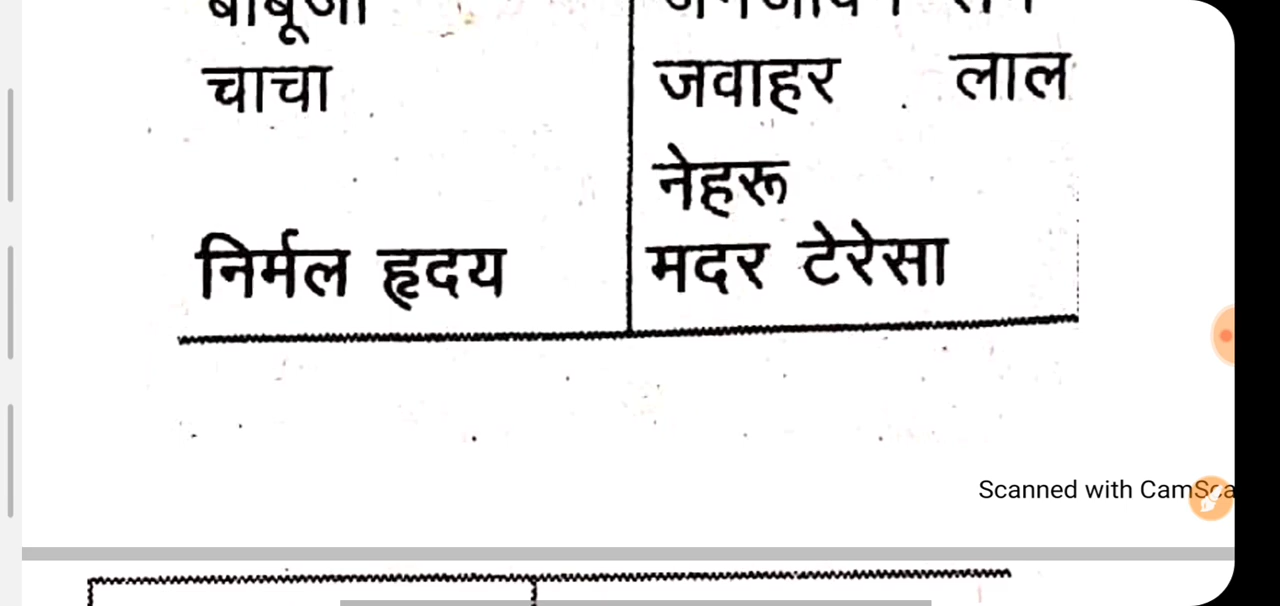 बाबूजी
चाचा जवाहर लाल
नेहरू
निर्मल हृदय मदर टेरेसा
Scanned with CamSca